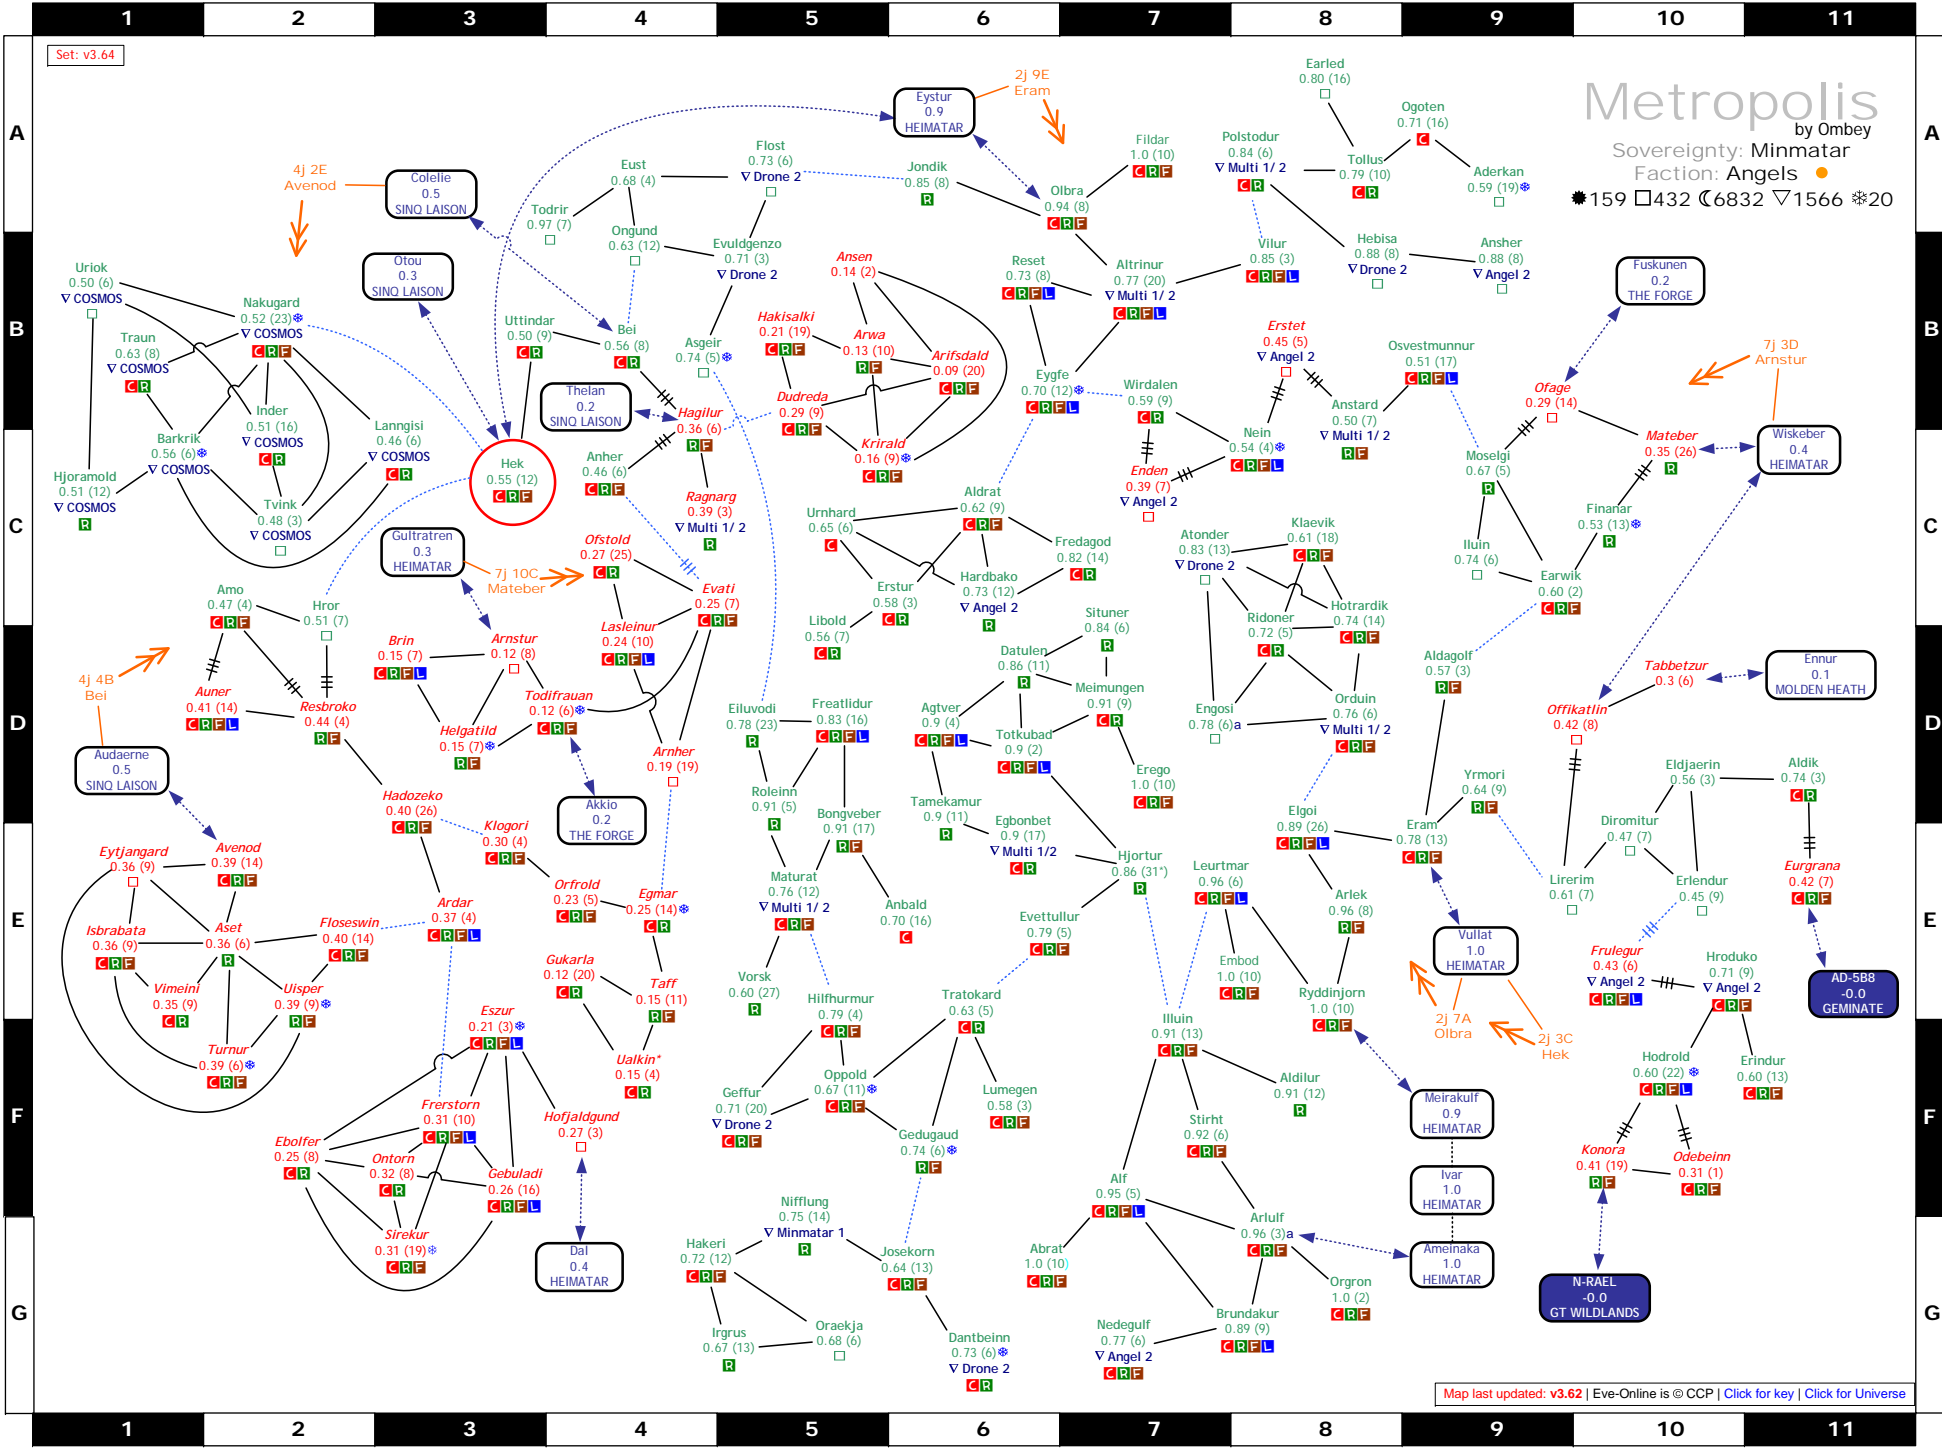 1 2 3 4 5 6 7 8 9 10 11
Set: v3.64
Metropolis
by Ombey
Sovereignty: Minmatar
Faction: Angels
159 432 6832 1566 20
A
A
Earled
0.80 (16)
Ogoten
0.71 (16)
C
2j 9E
Eram
Eystur
0.9
HEIMATAR
Fildar
1.0 (10)
C R F
Polstodur
0.84 (6)
Multi 1/2
C R
Tollus
0.79 (10)
C R
Aderkan
0.59 (19)
4j 2E
Avenod
Colelie
0.5
SINQ LAISON
Eust
0.68 (4)
Flost
0.73 (6)
Drone 2
Jondik
0.85 (8)
R
Olbra
0.94 (8)
C R F
Todrir
0.97 (7)
Ongund
0.63 (12)
Evuldgenzo
0.71 (3)
Drone 2
B
B
Uriok
0.50 (6)
COSMOS
Nakugard
0.52 (23)
COSMOS
C R F
Otou
0.3
SINQ LAISON
Ansen
0.14 (2)
Reset
0.73 (8)
C R F L
Altrinur
0.77 (20)
Multi 1/2
C R F L
Vilur
0.85 (3)
C R F L
Hebisa
0.88 (8)
Drone 2
Ansher
0.88 (8)
Angel 2
Fuskunen
0.2
THE FORGE
Traun
0.63 (8)
COSMOS
C R
Uttindar
0.50 (9)
C R
Bei
0.56 (8)
C R
Asgeir
0.74 (5)
Hakisalki
0.21 (19)
C R F
Arwa
0.13 (10)
R F
Arifsdald
0.09 (20)
C R F
Erstet
0.45 (5)
Angel 2
Osvestmunnur
0.51 (17)
C R F L
7j 3D
Arnstur
Inder
0.51 (16)
COSMOS
C R
Thelan
0.2
SINQ LAISON
Hagilur
0.36 (6)
R F
Dudreda
0.29 (9)
C R F
Eygfe
0.70 (12)
C R F L
Wirdalen
0.59 (9)
C R
Anstard
0.50 (7)
Multi 1/2
R F
Ofage
0.29 (14)
C
C
Barkrik
0.56 (6)
COSMOS
Lanngisi
0.46 (6)
COSMOS
C R
Hek
0.55 (12)
C R F
Anher
0.46 (6)
C R F
Krirald
0.16 (9)
C R F
Nein
0.54 (4)
C R F L
Moselgi
0.67 (5)
R
Mateber
0.35 (26)
R
Wiskeber
0.4
HEIMATAR
Hjoramold
0.51 (12)
COSMOS
R
Tvink
0.48 (3)
COSMOS
Ragnarg
0.39 (3)
Multi 1/2
R
Enden
0.39 (7)
Angel 2
Aldrat
0.62 (9)
C R F
Urnhard
0.65 (6)
C
Finanar
0.53 (13)
R
Gultratren
0.3
HEIMATAR
7j 10C
Mateber
Ofstold
0.27 (25)
C R
Fredagod
0.82 (14)
C R
Atonder
0.83 (13)
Drone 2
Klaevik
0.61 (18)
C R F
Iluin
0.74 (6)
Earwik
0.60 (2)
C R F
Amo
0.47 (4)
C R F
Hror
0.51 (7)
Evati
0.25 (7)
C R F
Erstur
0.58 (3)
C R
Hardbako
0.73 (12)
Angel 2
R
Hotrardik
0.74 (14)
C R F
D
D
Brin
0.15 (7)
C R F L
Arnstur
0.12 (8)
Lasleinur
0.24 (10)
C R F L
Libold
0.56 (7)
C R
Situner
0.84 (6)
R
Ridoner
0.72 (5)
C R
4j 4B
Bei
Datulen
0.86 (11)
R
Aldagolf
0.57 (3)
R F
Tabbetzur
0.3 (6)
Ennur
0.1
MOLDEN HEATH
Auner
0.41 (14)
C R F L
Resbroko
0.44 (4)
R F
Todifrauan
0.12 (6)
C R F
Eiluvodi
0.78 (23)
R
Freatlidur
0.83 (16)
C R F L
Agtver
0.9 (4)
C R F L
Meimungen
0.91 (9)
C R
Engosi
0.78 (6)a
Orduin
0.76 (6)
Multi 1/2
C R F
Offikatlin
0.42 (8)
Audaerne
0.5
SINQ LAISON
Helgatild
0.15 (7)
R F
Arnher
0.19 (19)
Totkubad
0.9 (2)
C R F L
Erego
1.0 (10)
C R F
Yrmori
0.64 (9)
R F
Eldjaerin
0.56 (3)
Aldik
0.74 (3)
C R
Hadozeko
0.40 (26)
C R F
Akkio
0.2
THE FORGE
Roleinn
0.91 (5)
R
Bongveber
0.91 (17)
R F
Tamekamur
0.9 (11)
R
Egbonbet
0.9 (17)
Multi 1/2
C R
Elgoi
0.89 (26)
C R F L
Eram
0.78 (13)
C R F
Diromitur
0.47 (7)
E
E
Klogori
0.30 (4)
C R F
Eytjangard
0.36 (9)
Avenod
0.39 (14)
C R F
Hjortur
0.86 (31*)
R
Leurtmar
0.96 (6)
C R F L
Lirerim
0.61 (7)
Erlendur
0.45 (9)
Eurgrana
0.42 (7)
C R F
Orfrold
0.23 (5)
C R F
Egmar
0.25 (14)
C R
Maturat
0.76 (12)
Multi 1/2
C R F
Anbald
0.70 (16)
C
Evettullur
0.79 (5)
C R F
Arlek
0.96 (8)
R F
Isbrabata
0.36 (9)
C R F
Aset
0.36 (6)
R
Floseswin
0.40 (14)
C R F
Ardar
0.37 (4)
C R F L
Vullat
1.0
HEIMATAR
Frulegur
0.43 (6)
Angel 2
C R F L
Hroduko
0.71 (9)
Angel 2
C R F
AD-5B8
-0.0
GEMINATE
Vimeini
0.35 (9)
C R
Uisper
0.39 (9)
R F
Gukarla
0.12 (20)
C R
Taff
0.15 (11)
R F
Vorsk
0.60 (27)
R
Hilfhurmur
0.79 (4)
C R F
Tratokard
0.63 (5)
C R
Embod
1.0 (10)
C R F
Ryddinjorn
1.0 (10)
C R F
2j 7A
Olbra
2j 3C
Hek
F
F
Eszur
0.21 (3)
C R F L
Turnur
0.39 (6)
C R F
Ualkin*
0.15 (4)
C R
Illuin
0.91 (13)
C R F
Hodrold
0.60 (22)
C R F L
Erindur
0.60 (13)
C R F
Geffur
0.71 (20)
Drone 2
C R F
Oppold
0.67 (11)
C R F
Lumegen
0.58 (3)
C R F
Aldilur
0.91 (12)
R
Meirakulf
0.9
HEIMATAR
Frerstorn
0.31 (10)
C R F L
Hofjaldgund
0.27 (3)
Gedugaud
0.74 (6)
R F
Stirht
0.92 (6)
C R F
Ebolfer
0.25 (8)
C R
Ontorn
0.32 (8)
C R
Gebuladi
0.26 (16)
C R F L
Alf
0.95 (5)
C R F L
Ivar
1.0
HEIMATAR
Konora
0.41 (19)
R F
Odebeinn
0.31 (1)
C R F
G
G
Sirekur
0.31 (19)
C R F
Dal
0.4
HEIMATAR
Nifflung
0.75 (14)
Minmatar 1
R
Hakeri
0.72 (12)
C R F
Josekorn
0.64 (13)
C R F
Abrat
1.0 (10)
C R F
Arlulf
0.96 (3)a
C R F
Ameinaka
1.0
HEIMATAR
Orgron
1.0 (2)
C R F
N-RAEL
-0.0
GT WILDLANDS
Irgrus
0.67 (13)
R
Oraekja
0.68 (6)
Dantbeinn
0.73 (6)
Drone 2
C R
Nedegulf
0.77 (6)
Angel 2
C R F
Brundakur
0.89 (9)
C R F L
Map last updated: v3.62 | Eve-Online is © CCP | Click for key | Click for Universe
1 2 3 4 5 6 7 8 9 10 11